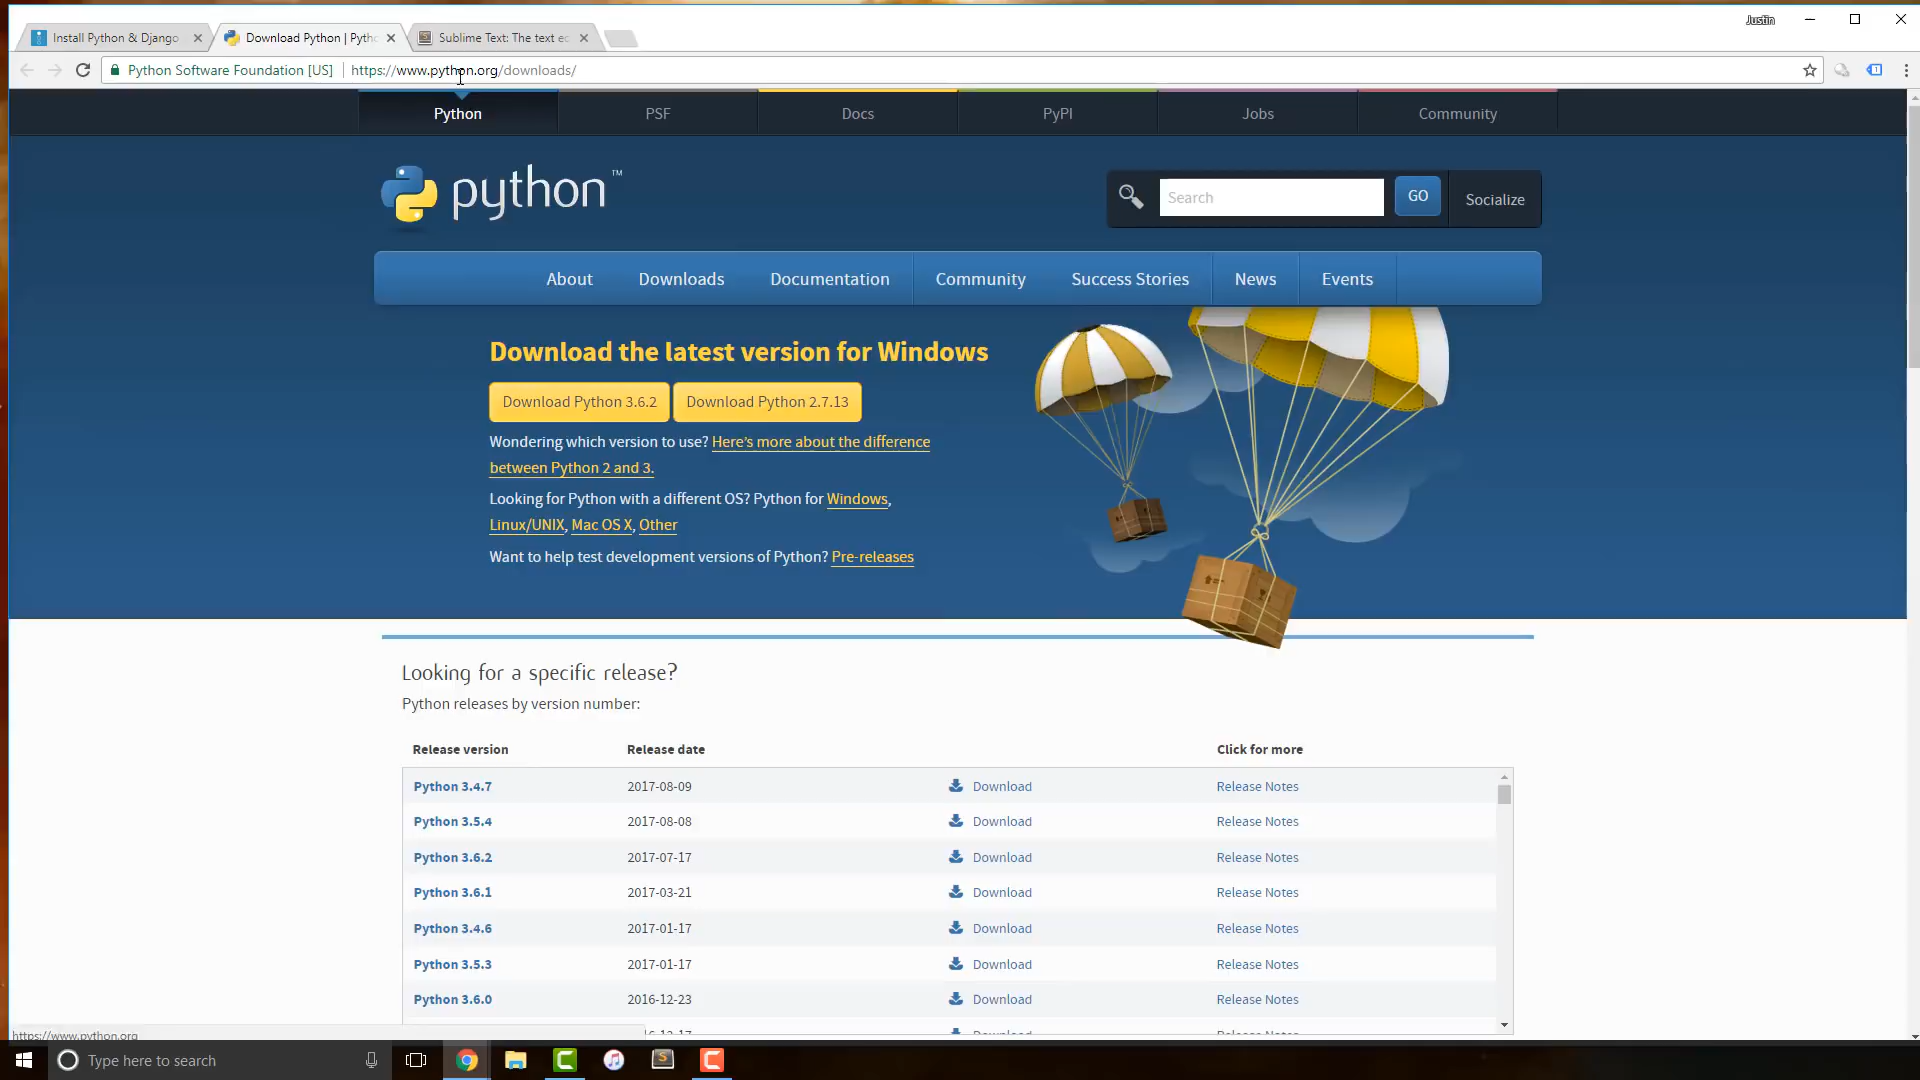 Justin
Install Python & Django
Download Python | Pyth
Sublime Text: The text ed
Python Software Foundation [US]
https://www.python.org/downloads/
Python
PSF
Docs
PyPI
Jobs
Community
python™
Search
GO
Socialize
About
Downloads
Documentation
Community
Success Stories
News
Events
Download the latest version for Windows
Download Python 3.6.2
Download Python 2.7.13
Wondering which version to use? Here's more about the difference
between Python 2 and 3.
Looking for Python with a different OS? Python for Windows,
Linux/UNIX, Mac OS X, Other
Want to help test development versions of Python? Pre-releases
Looking for a specific release?
Python releases by version number:
Release version Release date Click for more
Python 3.4.7 2017-08-09 Download Release Notes
Python 3.5.4 2017-08-08 Download Release Notes
Python 3.6.2 2017-07-17 Download Release Notes
Python 3.6.1 2017-03-21 Download Release Notes
Python 3.4.6 2017-01-17 Download Release Notes
Python 3.5.3 2017-01-17 Download Release Notes
Python 3.6.0 2016-12-23 Download Release Notes
https://www.python.org
Type here to search